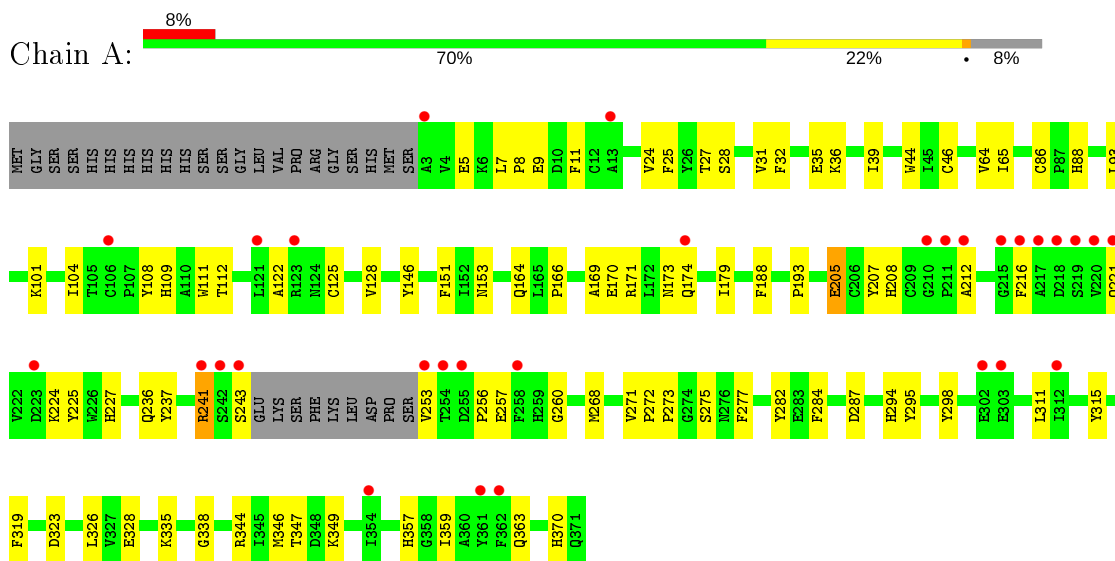 8%
Chain A:
70% 22% • 8%
MET GLY SER SER HIS HIS HIS HIS HIS HIS SER SER GLY LEU VAL PRO ARG GLY SER HIS MET SER A3 V4 E5 K6 L7 P8 E9 D10 F11 C12 A13 V24 F25 Y26 T27 S28 V31 F32 E35 K36 I39 W44 I45 C46 V64 I65 C86 P87 H88
K101 I104 T105 C106 P107 Y108 H109 A110 W111 T112 L121 A122 R123 N124 C125 V128 Y146 F151 I152 N153 Q164 L165 P166 A169 E170 R171 L172 N173 Q174 I179 F188 P193 E205 C206 Y207 H208 C209 G210 P211 A212 G215 F216 A217 D218 S219 V220
V222 D223 K224 Y225 W226 H227 Q236 Y237 R241 S242 S243 GLU LYS SER PHE LYS LEU ASP PRO SER V253 T254 D255 P256 E257 F258 H259 G260 M268 V271 P272 P273 G274 S275 N276 F277 Y282 E283 F284 D287 H294 Y295 Y298 E302 E303 L311 I312 Y315
F319 D323 L326 V327 E328 K335 G338 R344 I345 M346 T347 D348 K349 I354 H357 G358 I359 A360 Y361 F362 Q363 H370 Q371